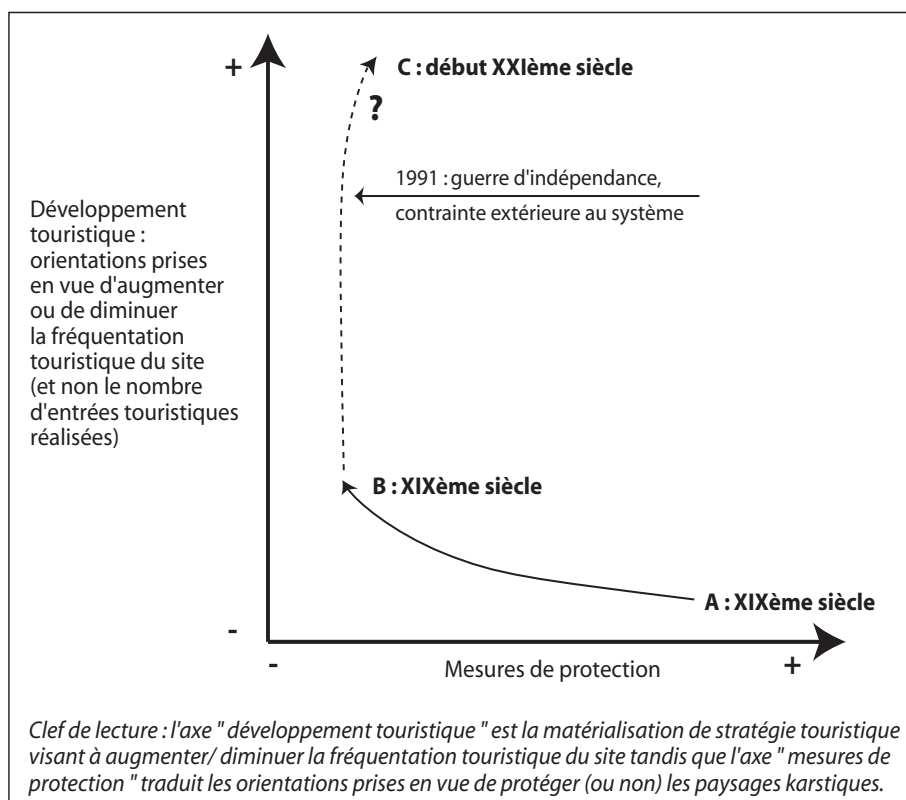 +
C : début XXIème siècle
?
1991 : guerre d'indépendance,
contrainte extérieure au système
Développement
touristique :
orientations prises
en vue d'augmenter
ou de diminuer
la fréquentation
touristique du site
(et non le nombre
d'entrées touristiques
réalisées)
B : XIXème siècle
A : XIXème siècle
-
-
Mesures de protection
+
Clef de lecture : l'axe " développement touristique " est la matérialisation de stratégie touristique
visant à augmenter/ diminuer la fréquentation touristique du site tandis que l'axe " mesures de
protection " traduit les orientations prises en vue de protéger (ou non) les paysages karstiques.